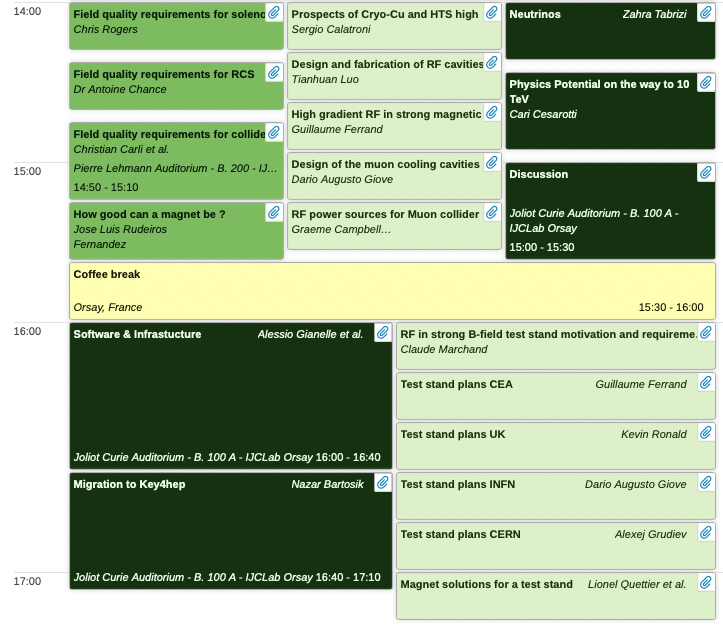 14:00
Field quality requirements for soleno
Chris Rogers
Prospects of Cryo-Cu and HTS high
Sergio Calatroni
Neutrinos Zahra Tabrizi
Design and fabrication of RF cavities
Tianhuan Luo
Field quality requirements for RCS
Dr Antoine Chance
Physics Potential on the way to 10
TeV
Cari Cesarotti
High gradient RF in strong magnetic
Guillaume Ferrand
Field quality requirements for collide
Christian Carli et al.
Pierre Lehmann Auditorium - B. 200 - IJ…
14:50 - 15:10
Design of the muon cooling cavities
Dario Augusto Giove
15:00
Discussion
Joliot Curie Auditorium - B. 100 A -
IJCLab Orsay
15:00 - 15:30
How good can a magnet be ?
Jose Luis Rudeiros
Fernandez
RF power sources for Muon collider
Graeme Campbell…
Coffee break
Orsay, France 15:30 - 16:00
16:00
Software & Infrastucture Alessio Gianelle et al.
Joliot Curie Auditorium - B. 100 A - IJCLab Orsay 16:00 - 16:40
RF in strong B-field test stand motivation and requireme
Claude Marchand
Test stand plans CEA Guillaume Ferrand
Test stand plans UK Kevin Ronald
Migration to Key4hep Nazar Bartosik
Joliot Curie Auditorium - B. 100 A - IJCLab Orsay 16:40 - 17:10
Test stand plans INFN Dario Augusto Giove
Test stand plans CERN Alexej Grudiev
17:00
Magnet solutions for a test stand Lionel Quettier et al.